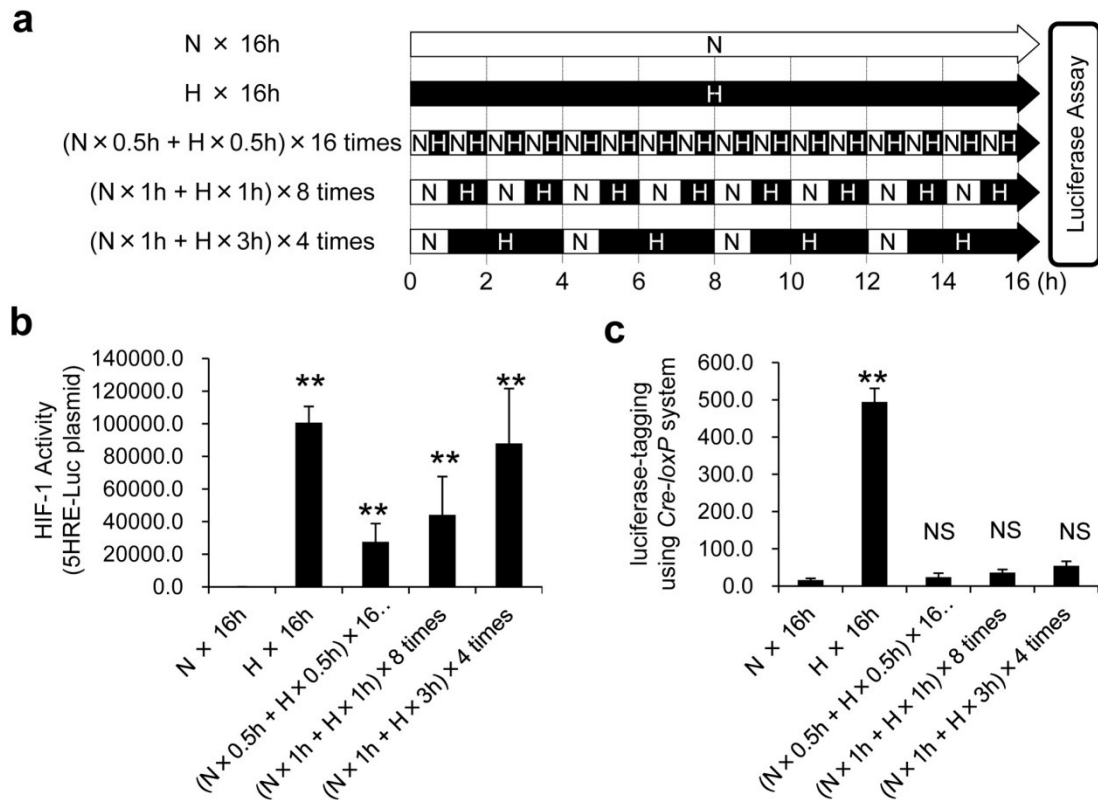 a
N × 16h
N
H × 16h
H
(N × 0.5h + H × 0.5h) × 16 times
N H N H N H N H N H N H N H N H N H N H N H N H N H N H N H N H
(N × 1h + H × 1h) × 8 times
N H N H N H N H N H N H N H N H
(N × 1h + H × 3h) × 4 times
N H N H N H N H
0 2 4 6 8 10 12 14 16 (h)
Luciferase Assay
b
HIF-1 Activity
(5HRE-Luc plasmid)
140000.0
120000.0
100000.0
80000.0
60000.0
40000.0
20000.0
0.0
**
**
**
**
N × 16h
H × 16h
(N × 0.5h + H × 0.5h) × 16..
(N × 1h + H × 1h) × 8 times
(N × 1h + H × 3h) × 4 times
c
luciferase-tagging
using Cre-loxP system
600.0
500.0
400.0
300.0
200.0
100.0
0.0
**
NS
NS
NS
N × 16h
H × 16h
(N × 0.5h + H × 0.5h) × 16..
(N × 1h + H × 1h) × 8 times
(N × 1h + H × 3h) × 4 times